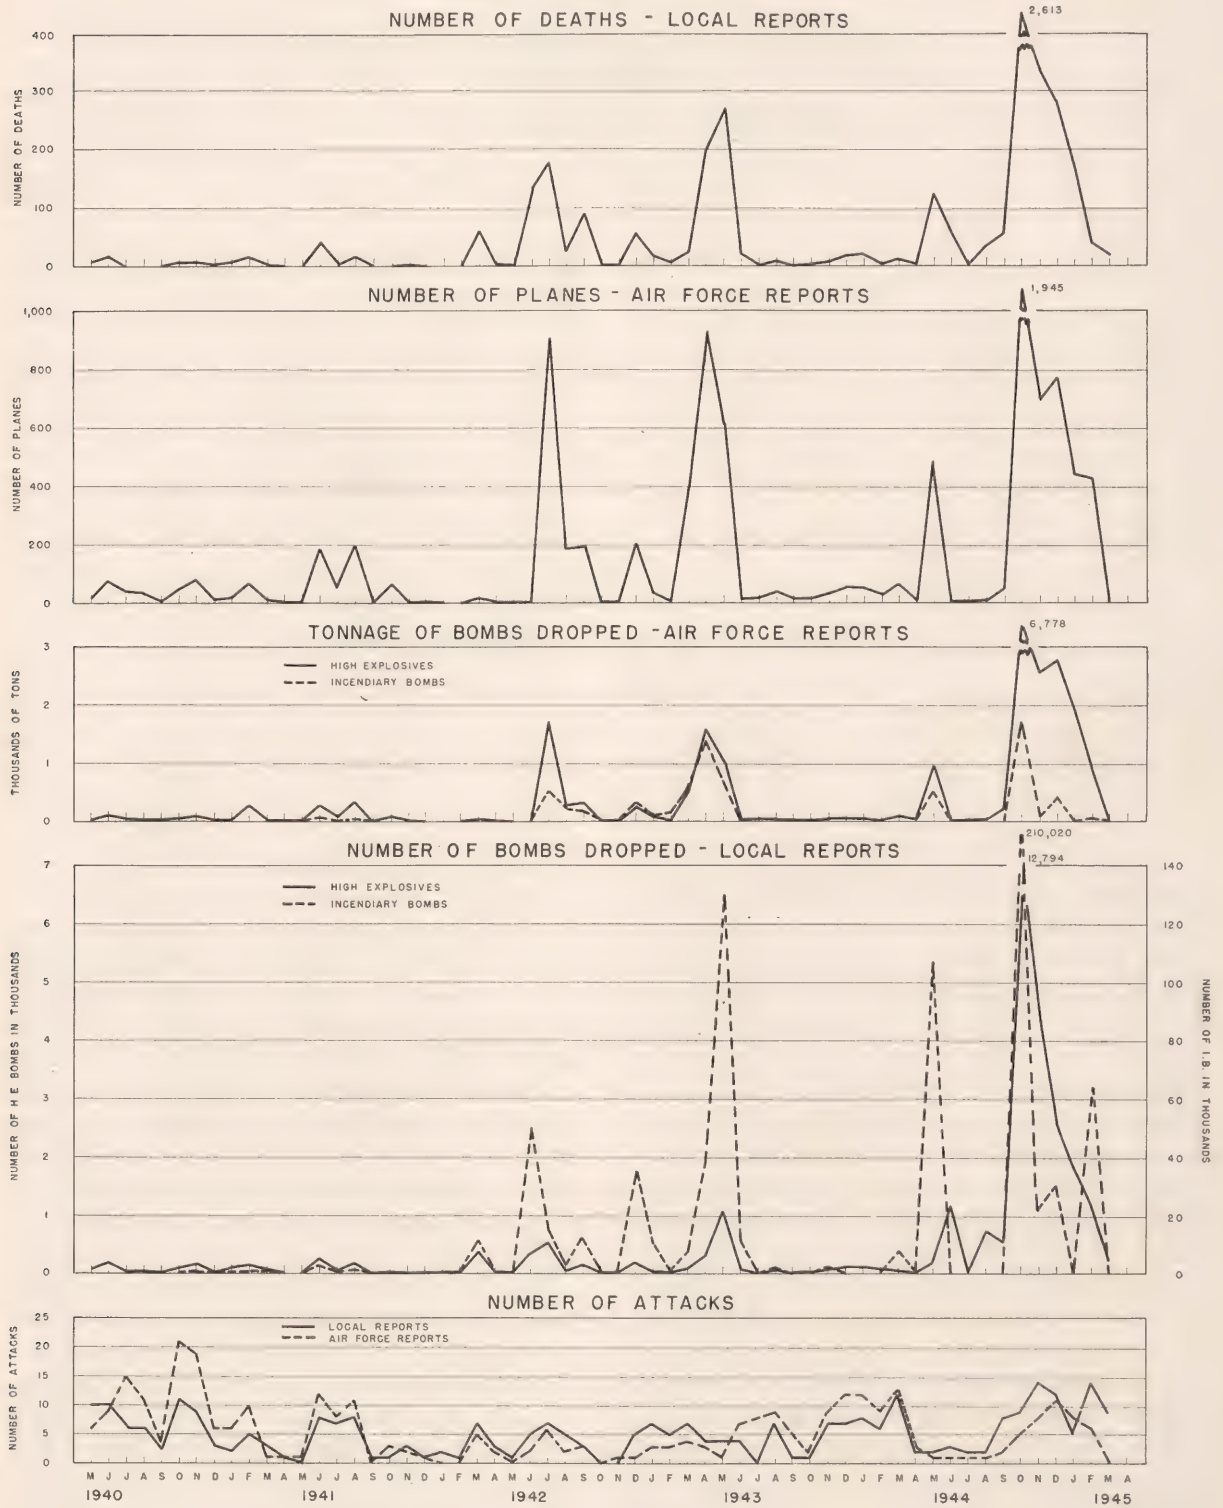 NUMBER OF DEATHS - LOCAL REPORTS
2,613
400
300
200
100
0
NUMBER OF DEATHS
NUMBER OF PLANES - AIR FORCE REPORTS
1,945
1,000
800
600
400
200
0
NUMBER OF PLANES
TONNAGE OF BOMBS DROPPED - AIR FORCE REPORTS
6,778
HIGH EXPLOSIVES
INCENDIARY BOMBS
3
2
1
0
THOUSANDS OF TONS
NUMBER OF BOMBS DROPPED - LOCAL REPORTS
210,020
12,794
HIGH EXPLOSIVES
INCENDIARY BOMBS
7
6
5
4
3
2
1
0
NUMBER OF H E BOMBS IN THOUSANDS
140
120
100
80
60
40
20
0
NUMBER OF I.B. IN THOUSANDS
NUMBER OF ATTACKS
LOCAL REPORTS
AIR FORCE REPORTS
25
20
15
10
5
0
NUMBER OF ATTACKS
M J J A S O N D J F M A M J J A S O N D J F M A M J J A S O N D J F M A M J J A S O N D J F M A M J J A S O N D J F M A
1940 1941 1942 1943 1944 1945